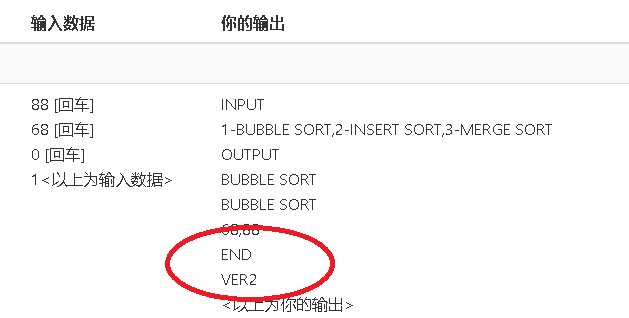 输入数据 你的输出
88 [回车] INPUT
68 [回车] 1-BUBBLE SORT,2-INSERT SORT,3-MERGE SORT
0 [回车] OUTPUT
1<以上为输入数据> BUBBLE SORT
BUBBLE SORT
68,88
END
VER2
<以上为你的输出>